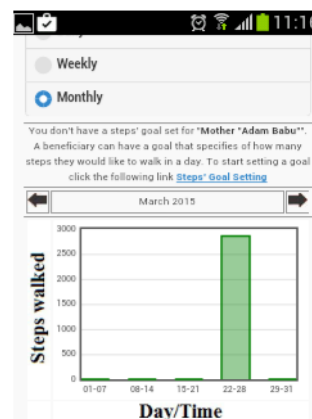 11:16
Weekly
Monthly
You don't have a steps' goal set for "Mother "Adam Babu"".
A beneficiary can have a goal that specifies of how many
steps they would like to walk in a day. To start setting a goal
click the following link Steps' Goal Setting
March 2015
Steps walked
3000
2500
2000
1500
1000
500
0
01-07 08-14 15-21 22-28 29-31
Day/Time